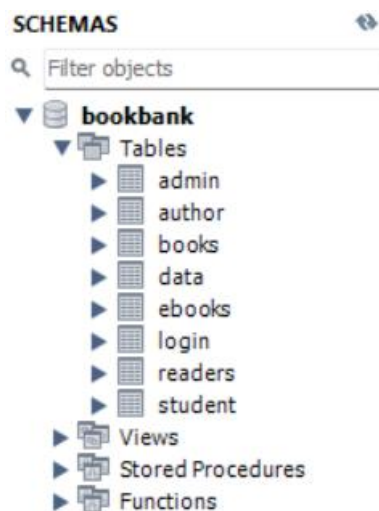 SCHEMAS
Filter objects
bookbank
Tables
admin
author
books
data
ebooks
login
readers
student
Views
Stored Procedures
Functions